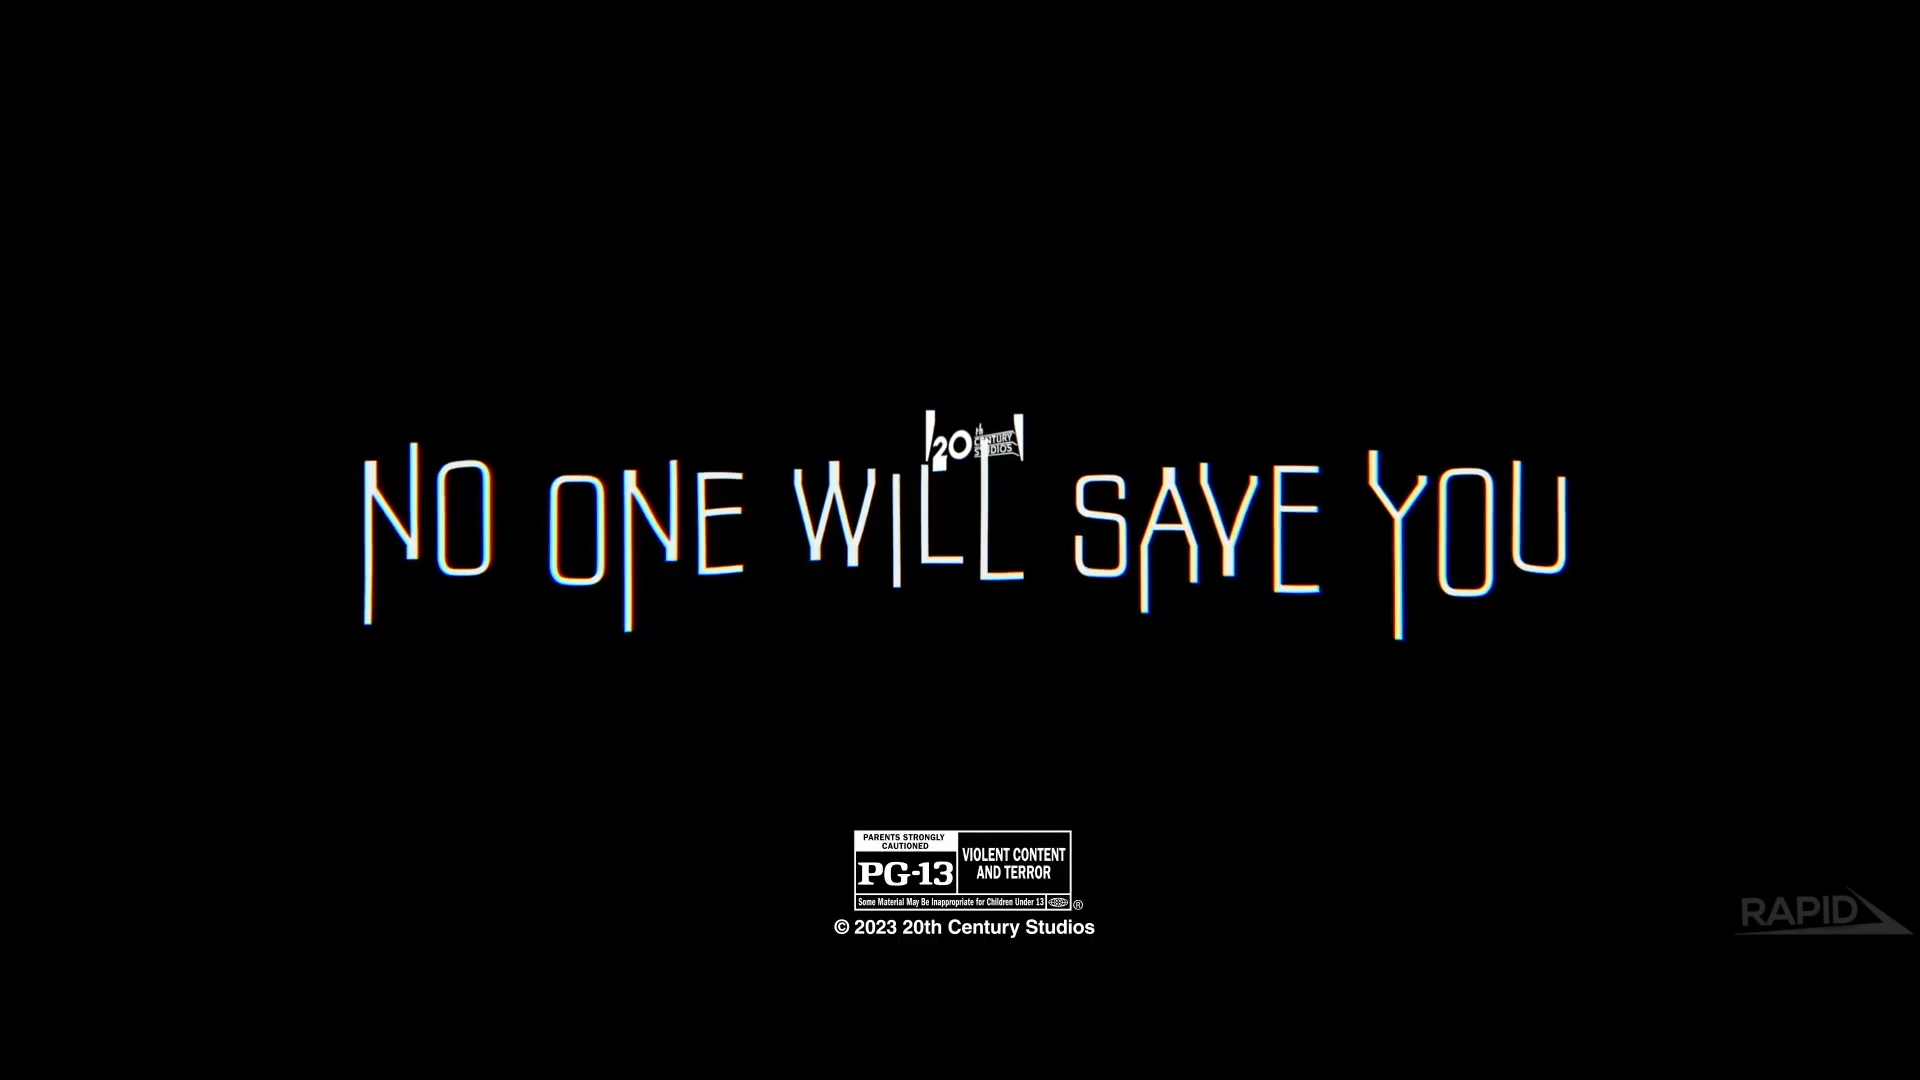 20th CENTURY STUDIOS
NO ONE WILL SAVE YOU
PARENTS STRONGLY CAUTIONED
PG-13
VIOLENT CONTENT
AND TERROR
Some Material May Be Inappropriate for Children Under 13
®
© 2023 20th Century Studios
RAPID